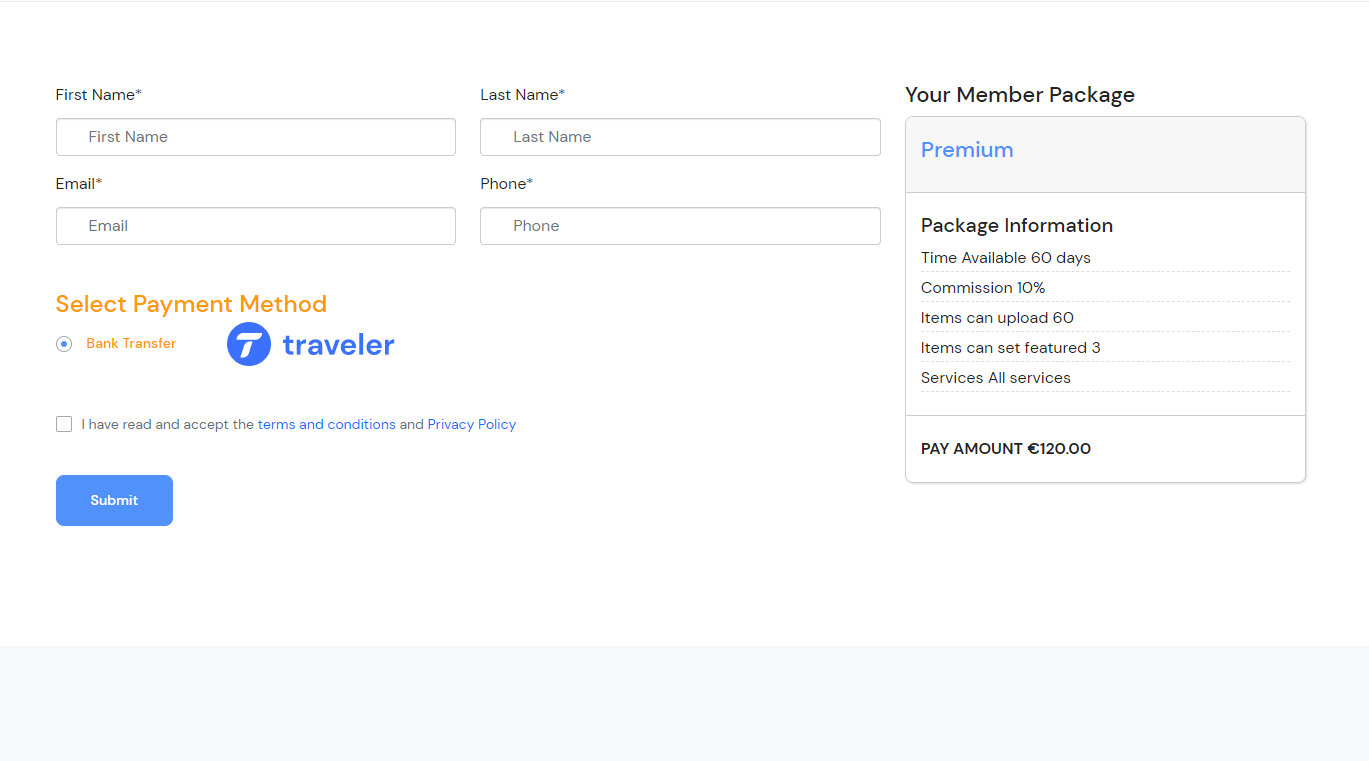 First Name*
First Name
Last Name*
Last Name
Email*
Email
Phone*
Phone
Select Payment Method
Bank Transfer
traveler
I have read and accept the terms and conditions and Privacy Policy
Submit
Your Member Package
Premium
Package Information
Time Available 60 days
Commission 10%
Items can upload 60
Items can set featured 3
Services All services
PAY AMOUNT €120.00